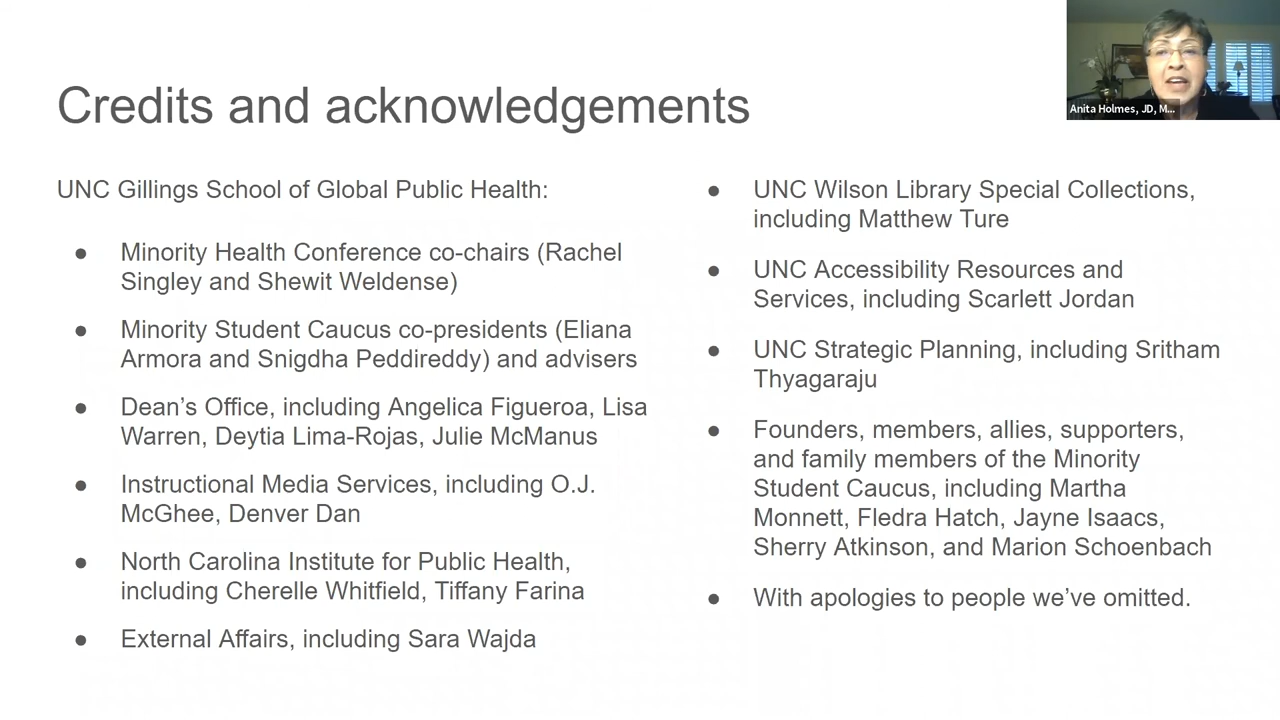 Credits and acknowledgements
UNC Gillings School of Global Public Health:
● Minority Health Conference co-chairs (Rachel
Singley and Shewit Weldense)
● Minority Student Caucus co-presidents (Eliana
Armora and Snigdha Peddireddy) and advisers
● Dean’s Office, including Angelica Figueroa, Lisa
Warren, Deytia Lima-Rojas, Julie McManus
● Instructional Media Services, including O.J.
McGhee, Denver Dan
● North Carolina Institute for Public Health,
including Cherelle Whitfield, Tiffany Farina
● External Affairs, including Sara Wajda
● UNC Wilson Library Special Collections,
including Matthew Ture
● UNC Accessibility Resources and
Services, including Scarlett Jordan
● UNC Strategic Planning, including Sritham
Thyagaraju
● Founders, members, allies, supporters,
and family members of the Minority
Student Caucus, including Martha
Monnett, Fledra Hatch, Jayne Isaacs,
Sherry Atkinson, and Marion Schoenbach
● With apologies to people we’ve omitted.
Anita Holmes, JD, M...